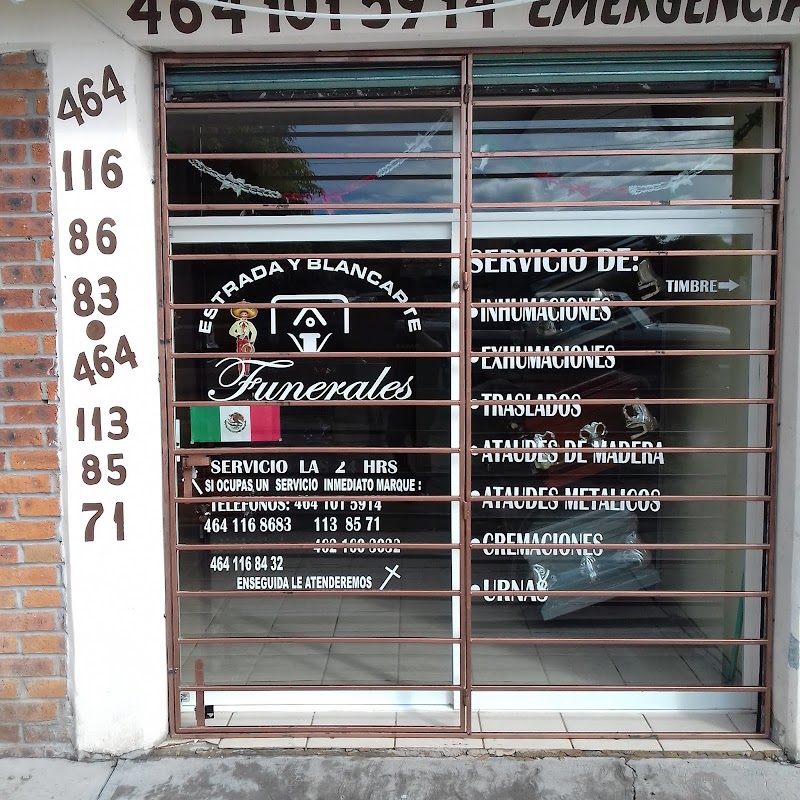 464 101 5914 EMERGENCIA
464
116
86
83
464
113
85
71
ESTRADA Y BLANCARTE
Funerales
SERVICIO LA 2 HRS
SI OCUPAS UN SERVICIO INMEDIATO MARQUE :
TELEFONOS: 464 101 5914
464 116 8683 113 85 71
464 116 84 32
ENSEGUIDA LE ATENDEREMOS
SERVICIO DE:
TIMBRE
• INHUMACIONES
• EXHUMACIONES
• TRASLADOS
• ATAUDES DE MADERA
• ATAUDES METALICOS
• CREMACIONES
• URNAS